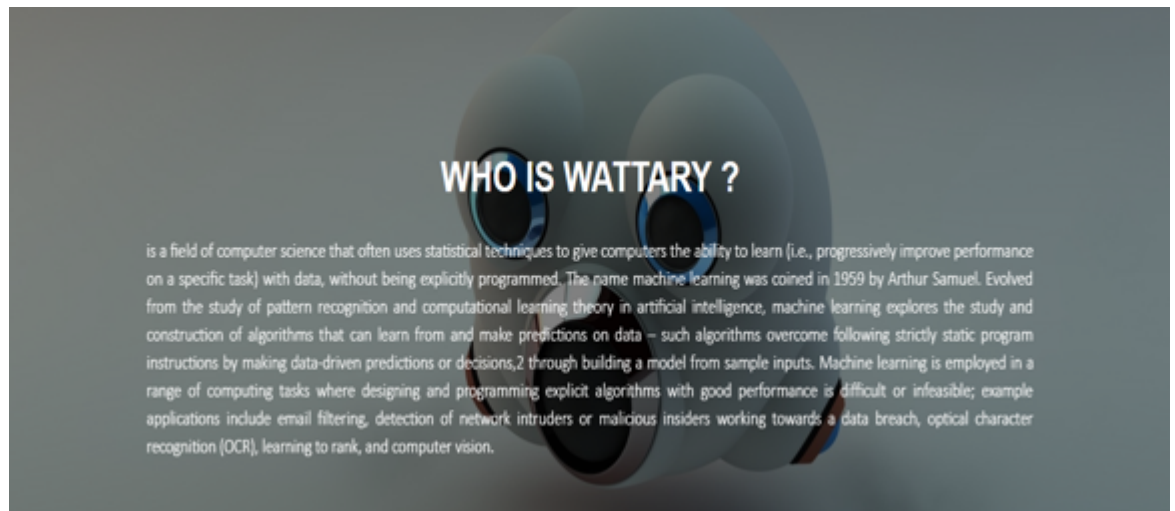 WHO IS WATTARY ?
is a field of computer science that often uses statistical techniques to give computers the ability to learn (i.e., progressively improve performance
on a specific task) with data, without being explicitly programmed. The name machine learning was coined in 1959 by Arthur Samuel. Evolved
from the study of pattern recognition and computational learning theory in artificial intelligence, machine learning explores the study and
construction of algorithms that can learn from and make predictions on data – such algorithms overcome following strictly static program
instructions by making data-driven predictions or decisions,2 through building a model from sample inputs. Machine learning is employed in a
range of computing tasks where designing and programming explicit algorithms with good performance is difficult or infeasible; example
applications include email filtering, detection of network intruders or malicious insiders working towards a data breach, optical character
recognition (OCR), learning to rank, and computer vision.